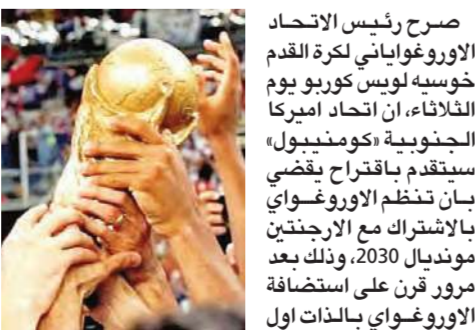 صرح رئيس الاتحاد
الاوروغواياني لكرة القدم
خوسيه لويس كوربو يوم
الثلاثاء، ان اتحاد اميركا
الجنوبية «كومنيبول»
سيتقدم باقتراح يقضي
بان تنظم الاوروغواي
بالاشتراك مع الارجنتين
مونديال 2030، وذلك بعد
مرور قرن على استضافة
الاوروغواي بالذات اول